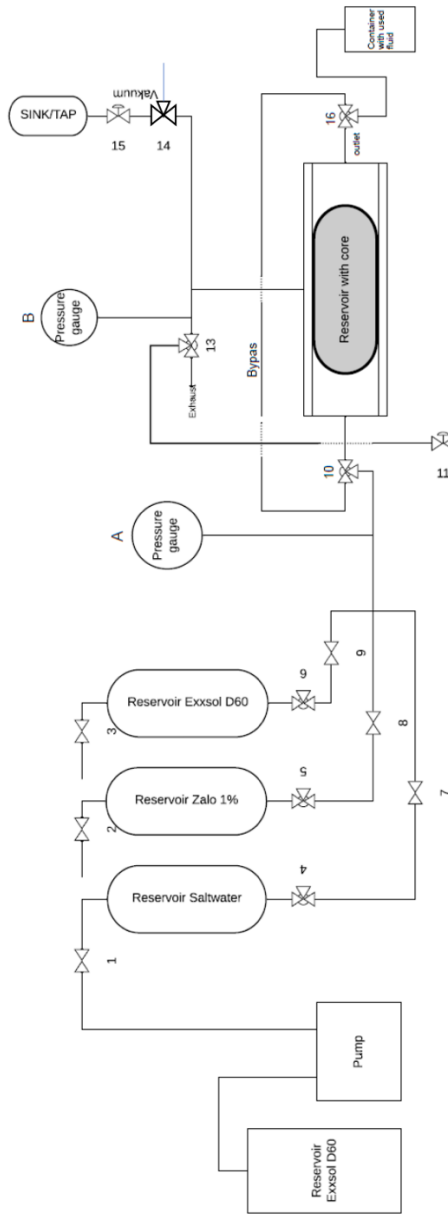 Container
with used
fluid
SINK/TAP
Vakuum
15
14
16
outlet
B
Pressure
gauge
13
Exhaust
Bypas
Reservoir with core
10
11
A
Pressure
gauge
Reservoir Exxsol D60
3
6
9
Reservoir Zalo 1%
2
5
8
Reservoir Saltwater
1
4
7
Pump
Reservoir
Exxsol D60